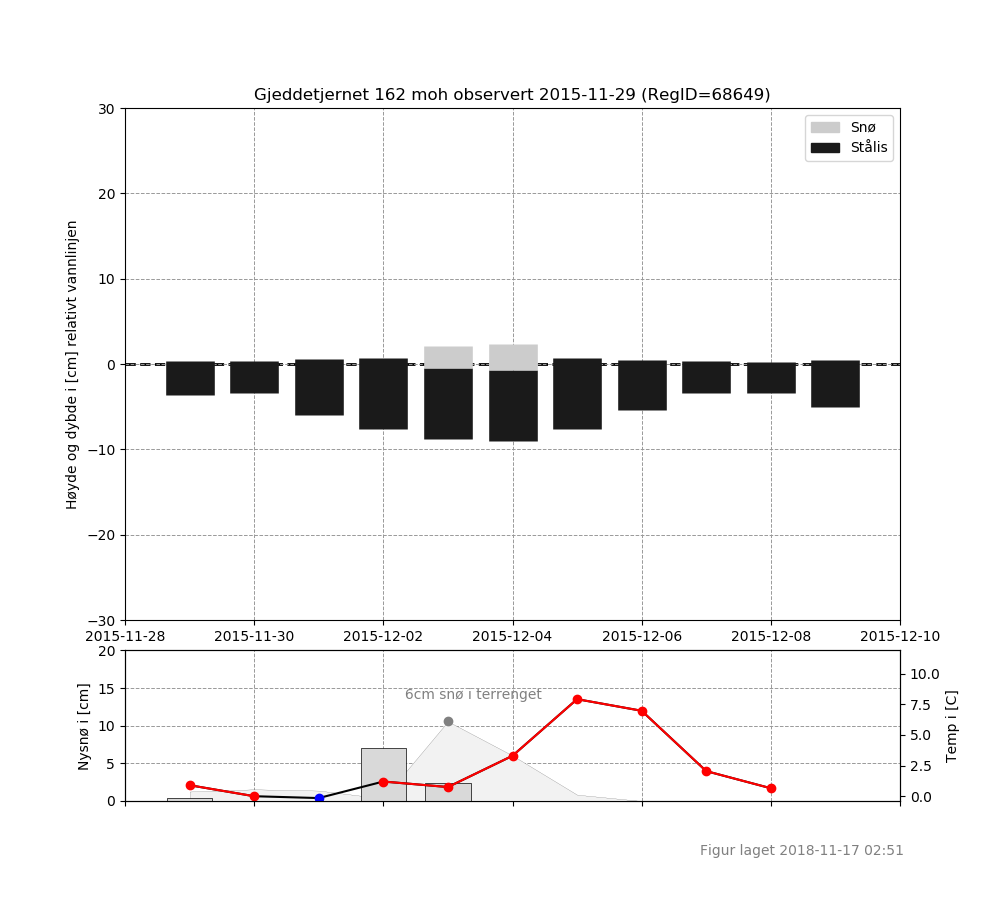 Gjeddetjernet 162 moh observert 2015-11-29 (RegID=68649)
Snø
Stålis
Høyde og dybde i [cm] relativt vannlinjen
30
20
10
0
−10
−20
−30
2015-11-28 2015-11-30 2015-12-02 2015-12-04 2015-12-06 2015-12-08 2015-12-10
Nysnø i [cm]
20
15
10
5
0
6cm snø i terrenget
10.0
7.5
5.0
2.5
0.0
Temp i [C]
Figur laget 2018-11-17 02:51